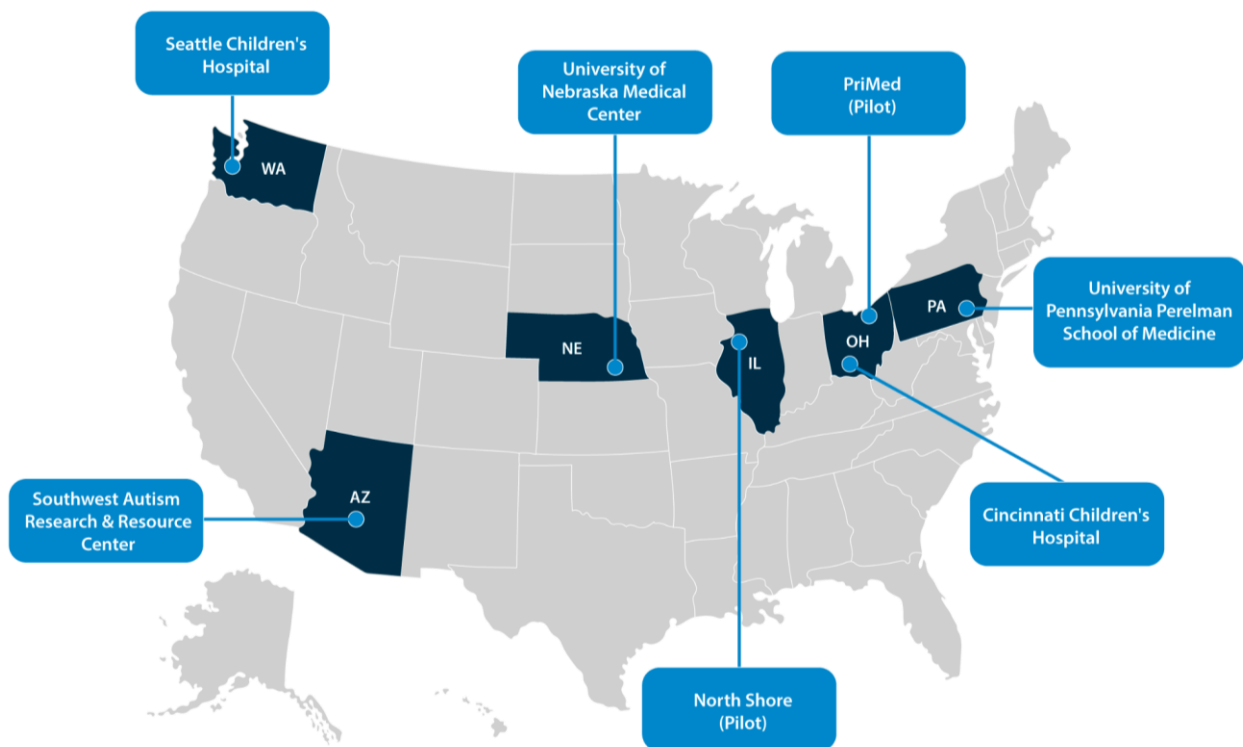 Seattle Children's
Hospital
University of
Nebraska Medical
Center
PriMed
(Pilot)
WA
University of
Pennsylvania Perelman
School of Medicine
PA
NE
OH
IL
AZ
Southwest Autism
Research & Resource
Center
Cincinnati Children's
Hospital
North Shore
(Pilot)